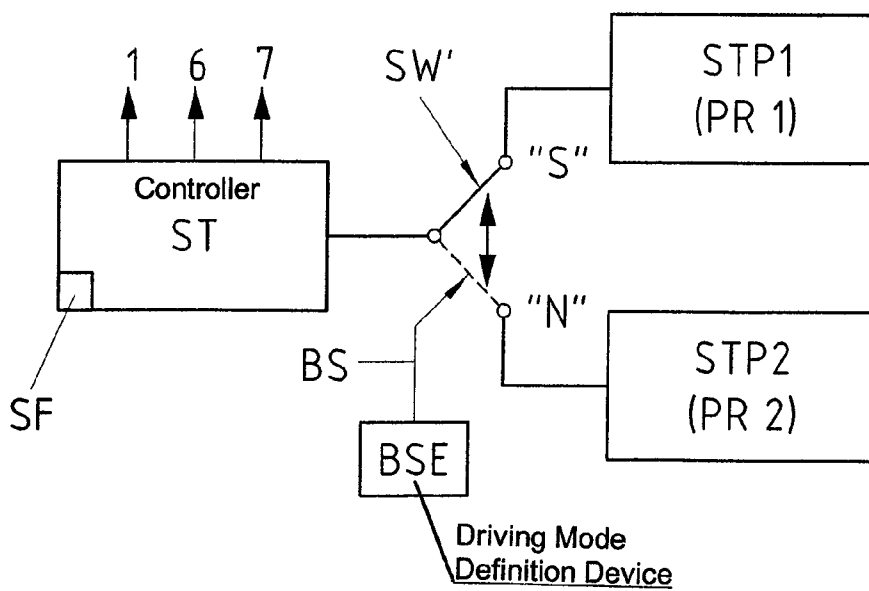 1 6 7
SW'
STP1
(PR 1)
Controller
ST
"S"
"N"
SF
BS
BSE
STP2
(PR 2)
Driving Mode
Definition Device